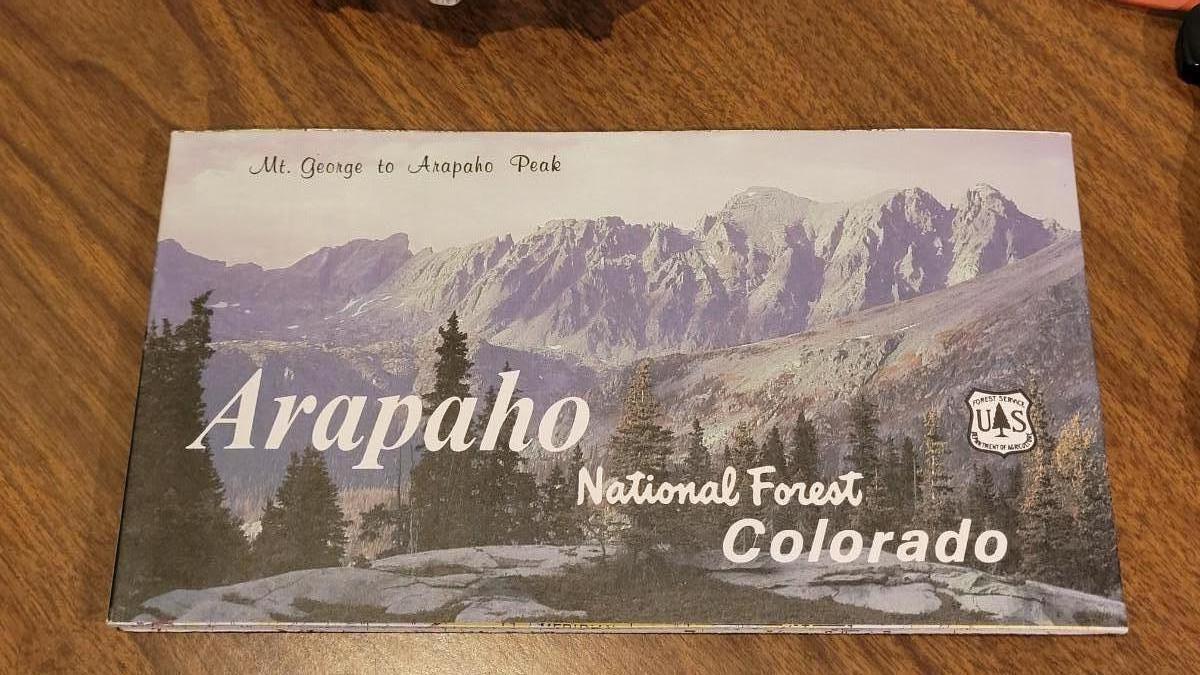 Mt. George to Arapaho Peak
Arapaho
FOREST SERVICE
U S
DEPARTMENT OF AGRICULTURE
National Forest
Colorado